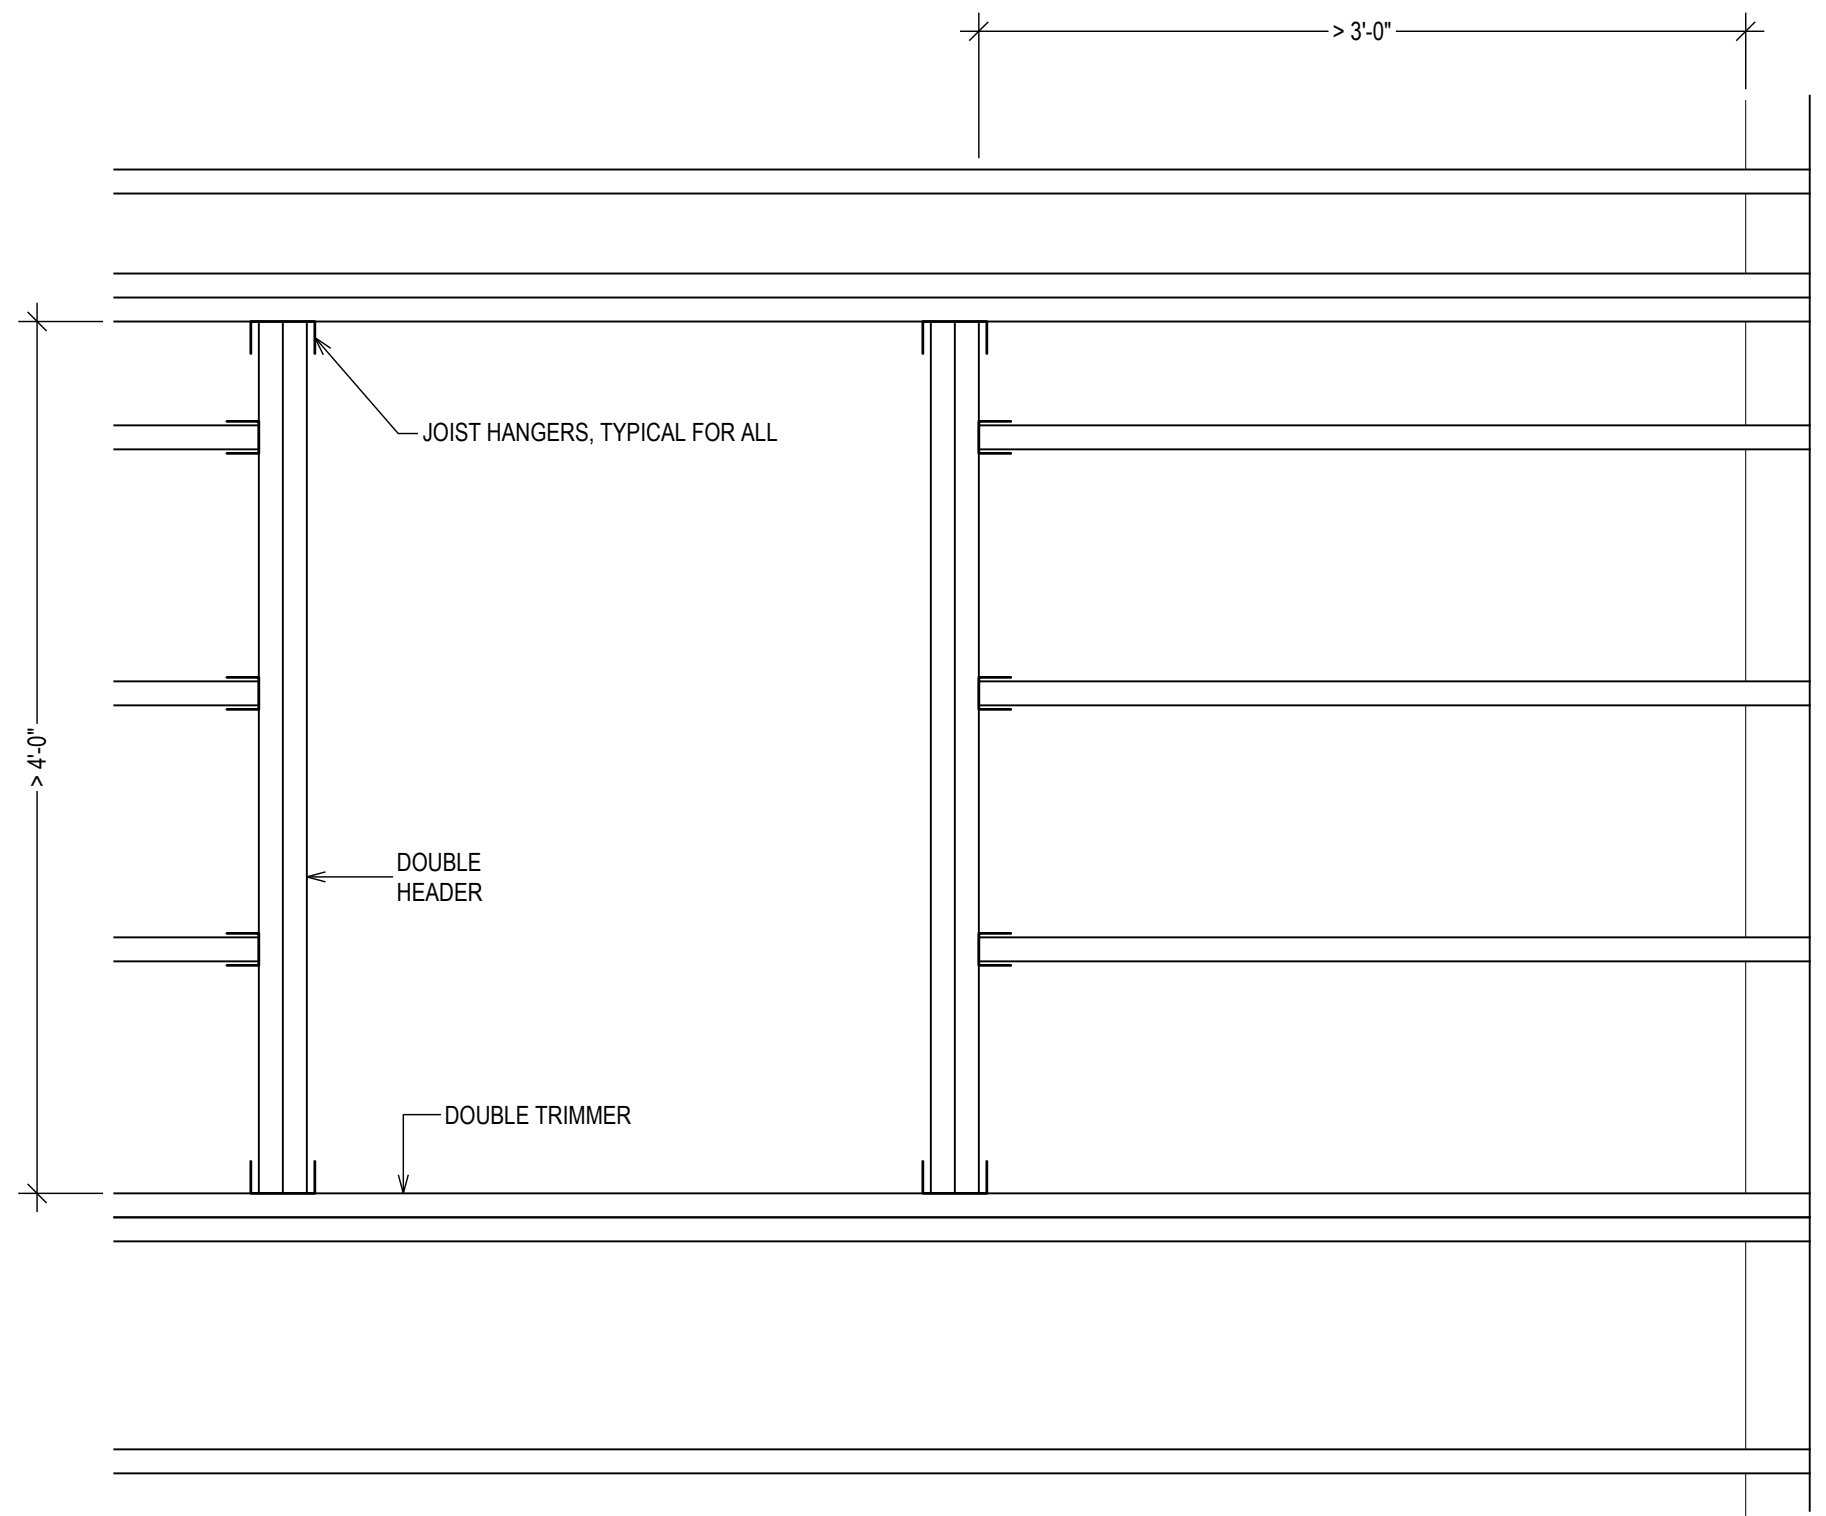 > 3'-0"
JOIST HANGERS, TYPICAL FOR ALL
> 4'-0"
DOUBLE
HEADER
DOUBLE TRIMMER